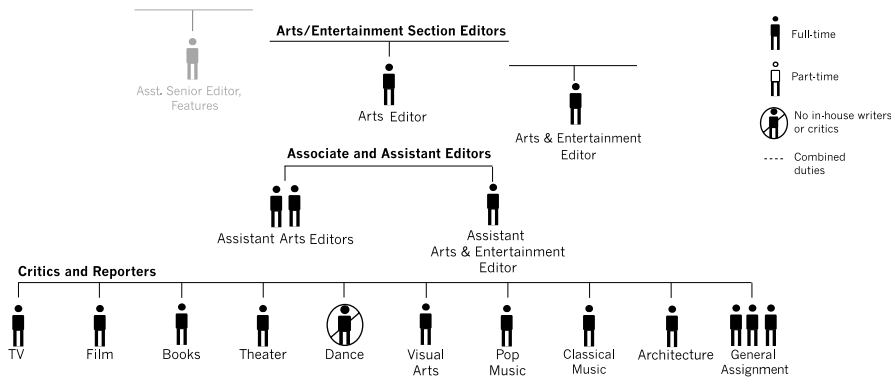 Arts/Entertainment Section Editors
Full-time
Asst. Senior Editor,
Features
Arts Editor
Part-time
Arts & Entertainment
Editor
No in-house writers
or critics
Associate and Assistant Editors
Combined
duties
Assistant Arts Editors
Assistant
Arts & Entertainment
Editor
Critics and Reporters
TV
Film
Books
Theater
Dance
Visual
Arts
Pop
Music
Classical
Music
Architecture
General
Assignment